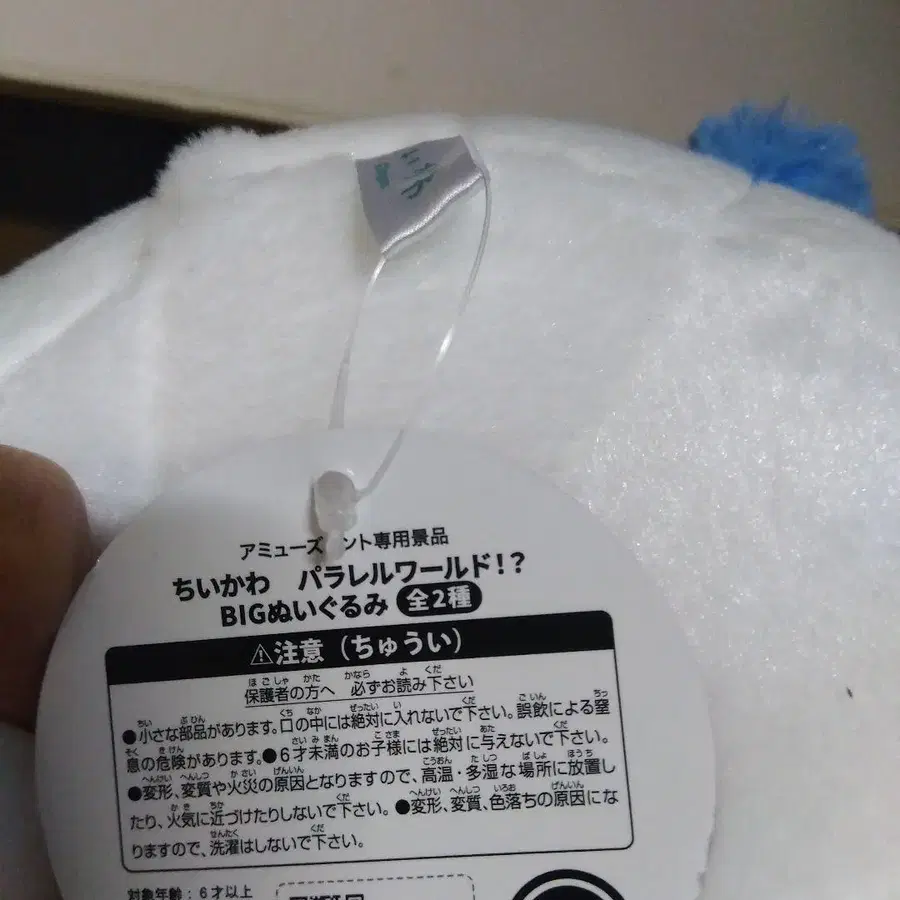 アミューズ ント専用景品
ちいかわ パラレルワールド!?
BIGぬいぐるみ 全2種
⚠注意(ちゅうい)
保護者の方へ 必ずお読み下さい
●小さな部品があります。口の中には絶対に入れないで下さい。誤飲による窒
息の危険があります。●6才未満のお子様には絶対に与えないで下さい。
●変形、変質や火災の原因となりますので、高温・多湿な場所に放置し
たり、火気に近づけたりしないで下さい。●変形、変質、色落ちの原因にな
りますので、洗濯はしないで下さい。
対象年齢:6才以上